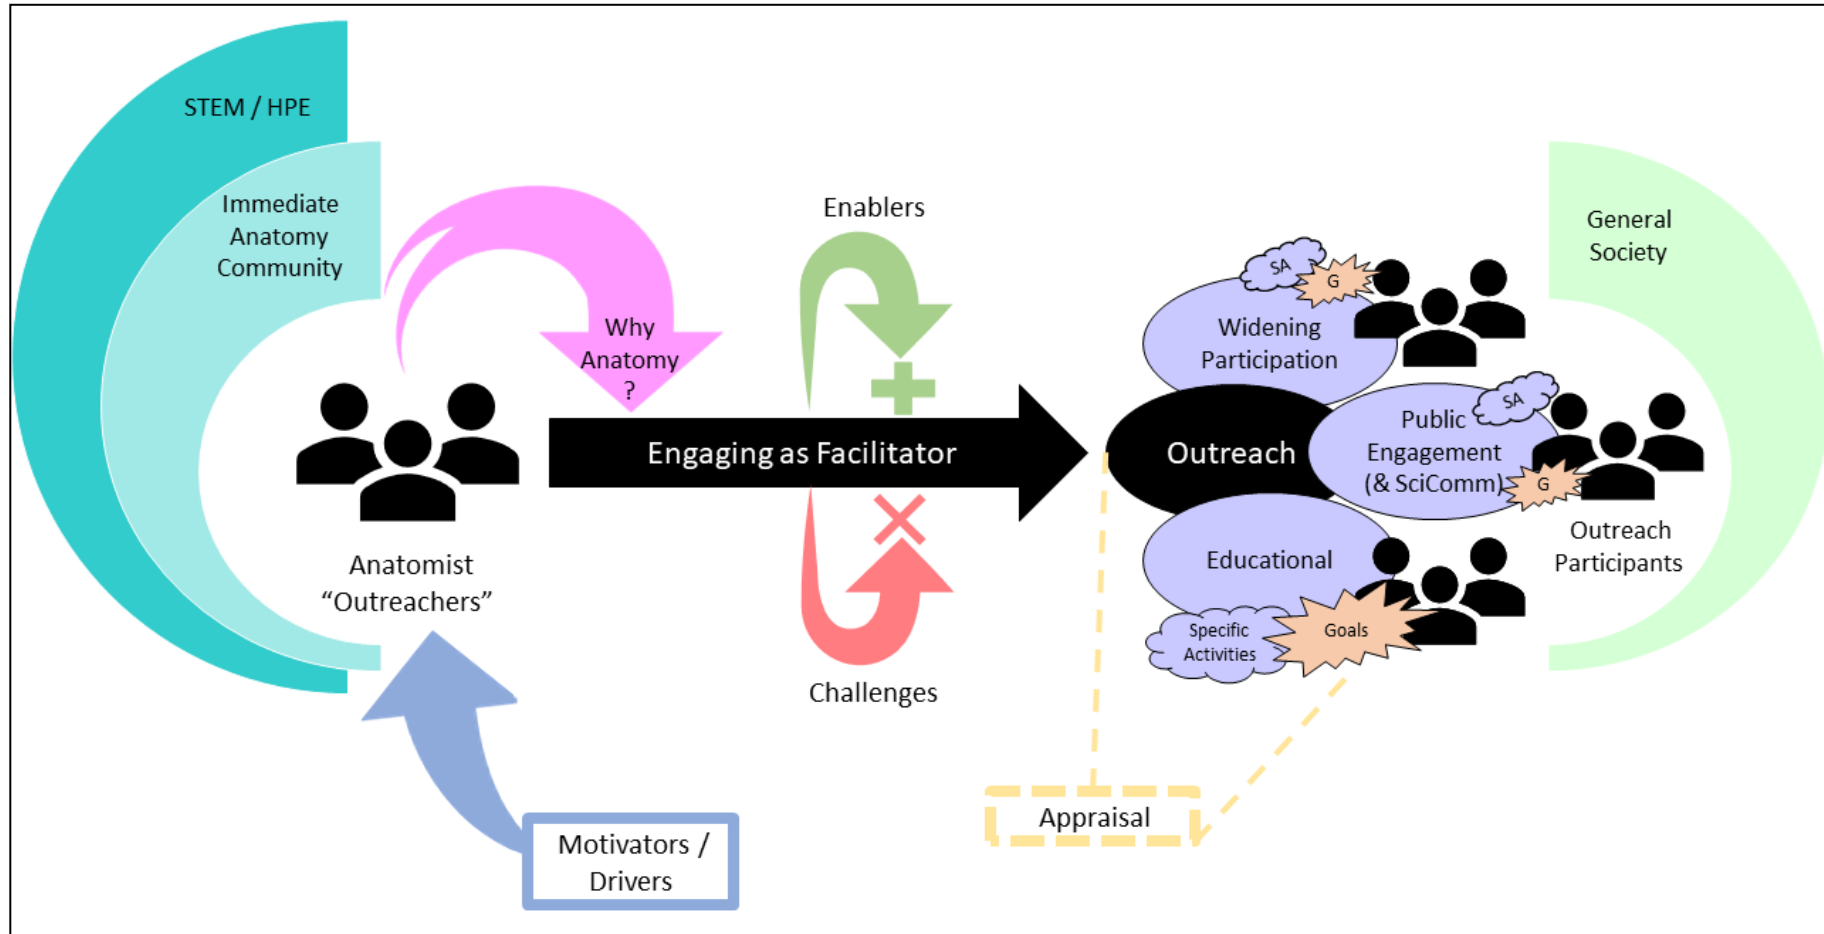 STEM / HPE
Immediate
Anatomy
Community
Anatomist
“Outreachers”
Motivators /
Drivers
Why
Anatomy
?
Enablers
Engaging as Facilitator
Challenges
Outreach
SA
G
Widening
Participation
SA
Public
Engagement
(& SciComm)
G
Educational
Specific
Activities
Goals
Outreach
Participants
General
Society
Appraisal